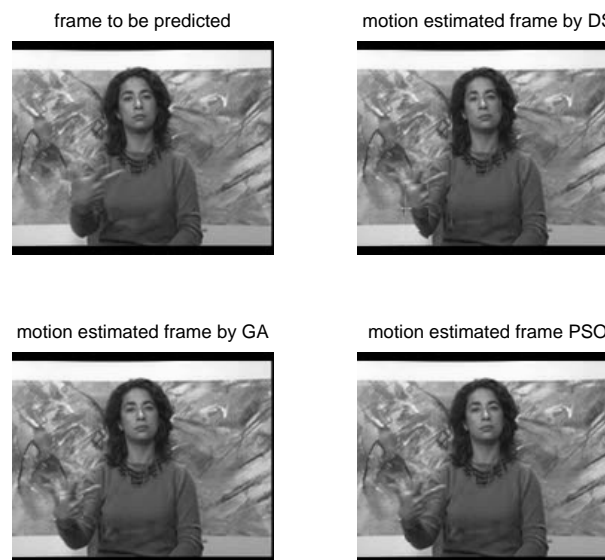 frame to be predicted
motion estimated frame by DS
motion estimated frame by GA
motion estimated frame PSO